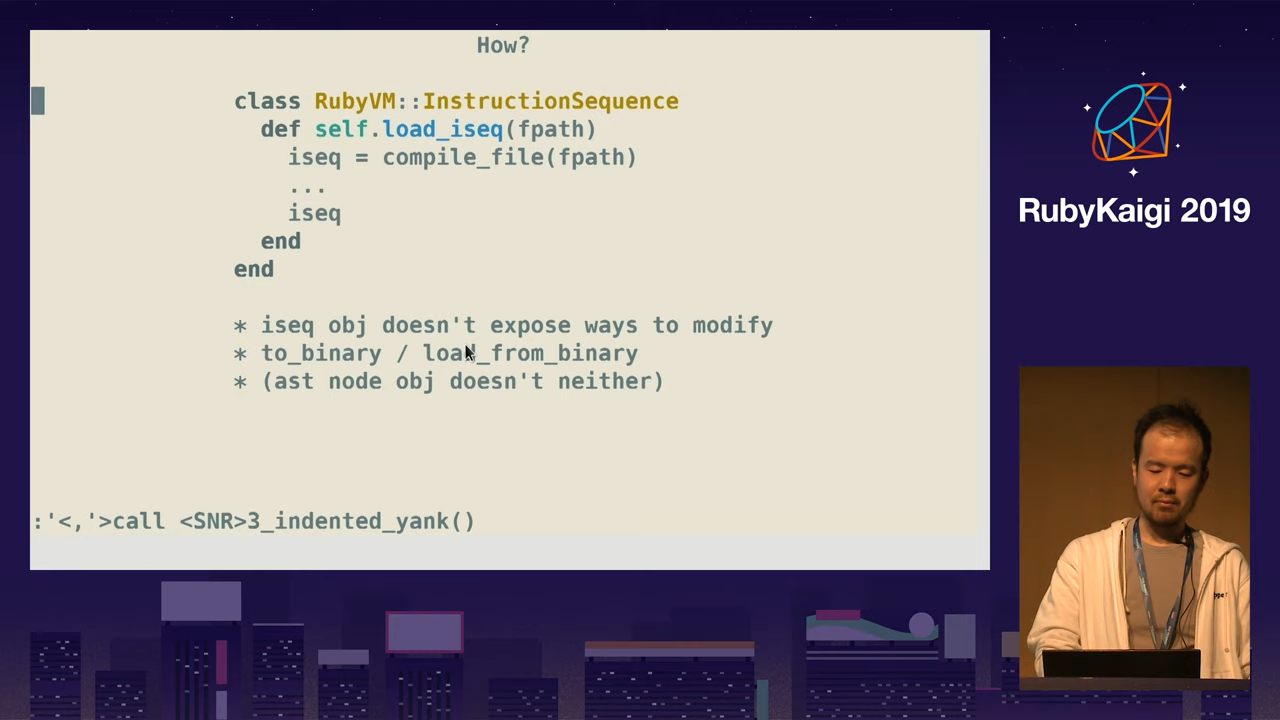 How?
class RubyVM::InstructionSequence
def self.load_iseq(fpath)
iseq = compile_file(fpath)
...
iseq
end
end
* iseq obj doesn't expose ways to modify
* to_binary / load_from_binary
* (ast node obj doesn't neither)
:'<,'>call <SNR>3_indented_yank()
RubyKaigi 2019